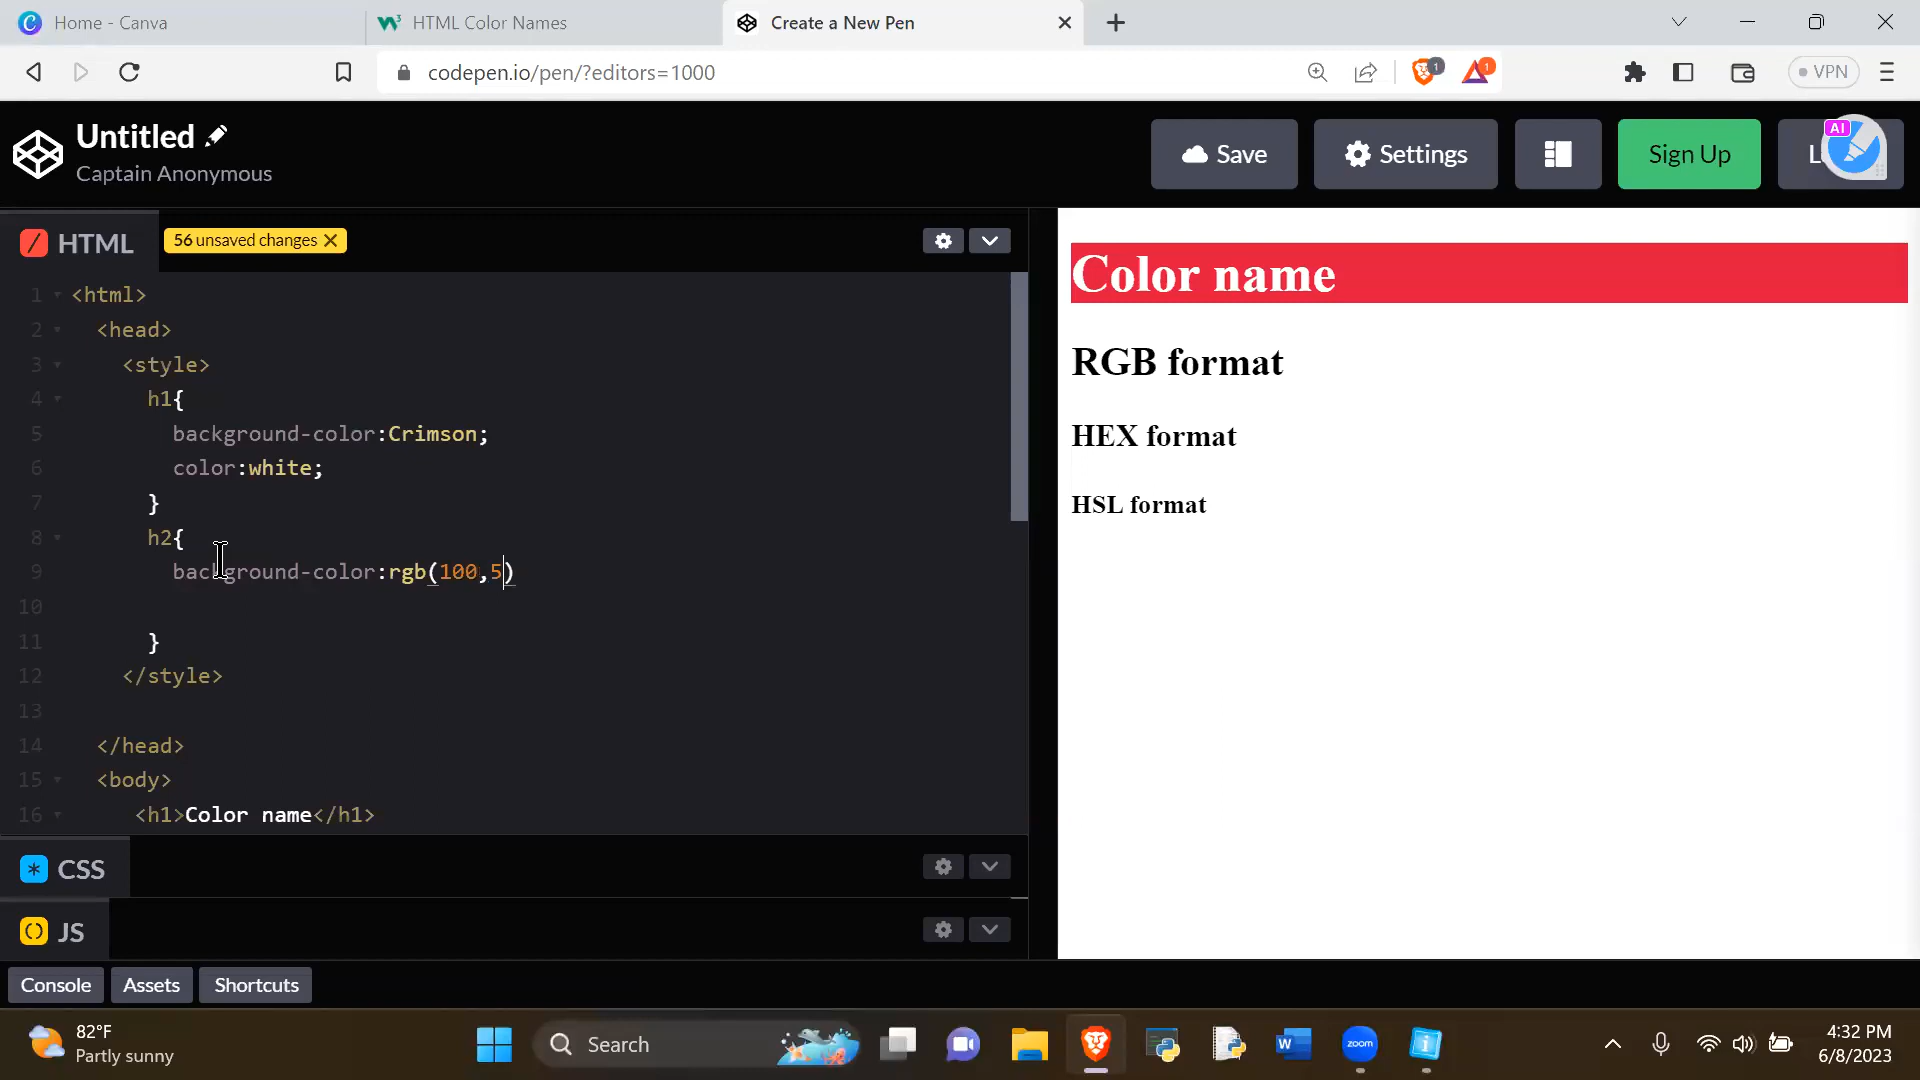 Home - Canva
HTML Color Names
Create a New Pen
codepen.io/pen/?editors=1000
1
1
VPN
Untitled
Captain Anonymous
Save
Settings
Sign Up
AI
HTML
56 unsaved changes
1 <html>
2 <head>
3 <style>
4 h1{
5 background-color:Crimson;
6 color:white;
7 }
8 h2{
9 background-color:rgb(100,5)
10
11 }
12 </style>
13
14 </head>
15 <body>
16 <h1>Color name</h1>
Color name
RGB format
HEX format
HSL format
CSS
JS
Console
Assets
Shortcuts
82°F
Partly sunny
Search
zoom
4:32 PM
6/8/2023